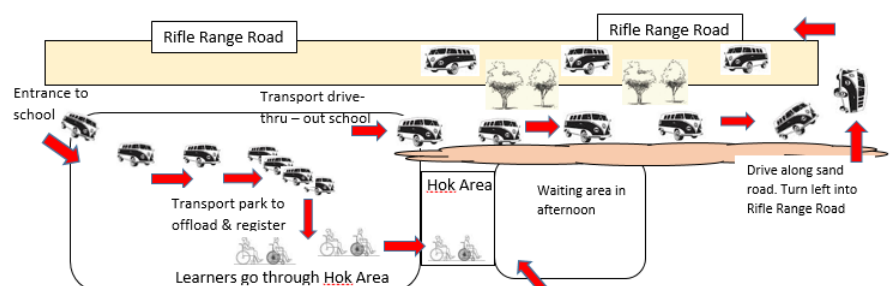 Rifle Range Road
Rifle Range Road
Entrance to
school
Transport drive-
thru – out school
Transport park to
offload & register
Hok Area
Waiting area in
afternoon
Drive along sand
road. Turn left into
Rifle Range Road
Learners go through Hok Area